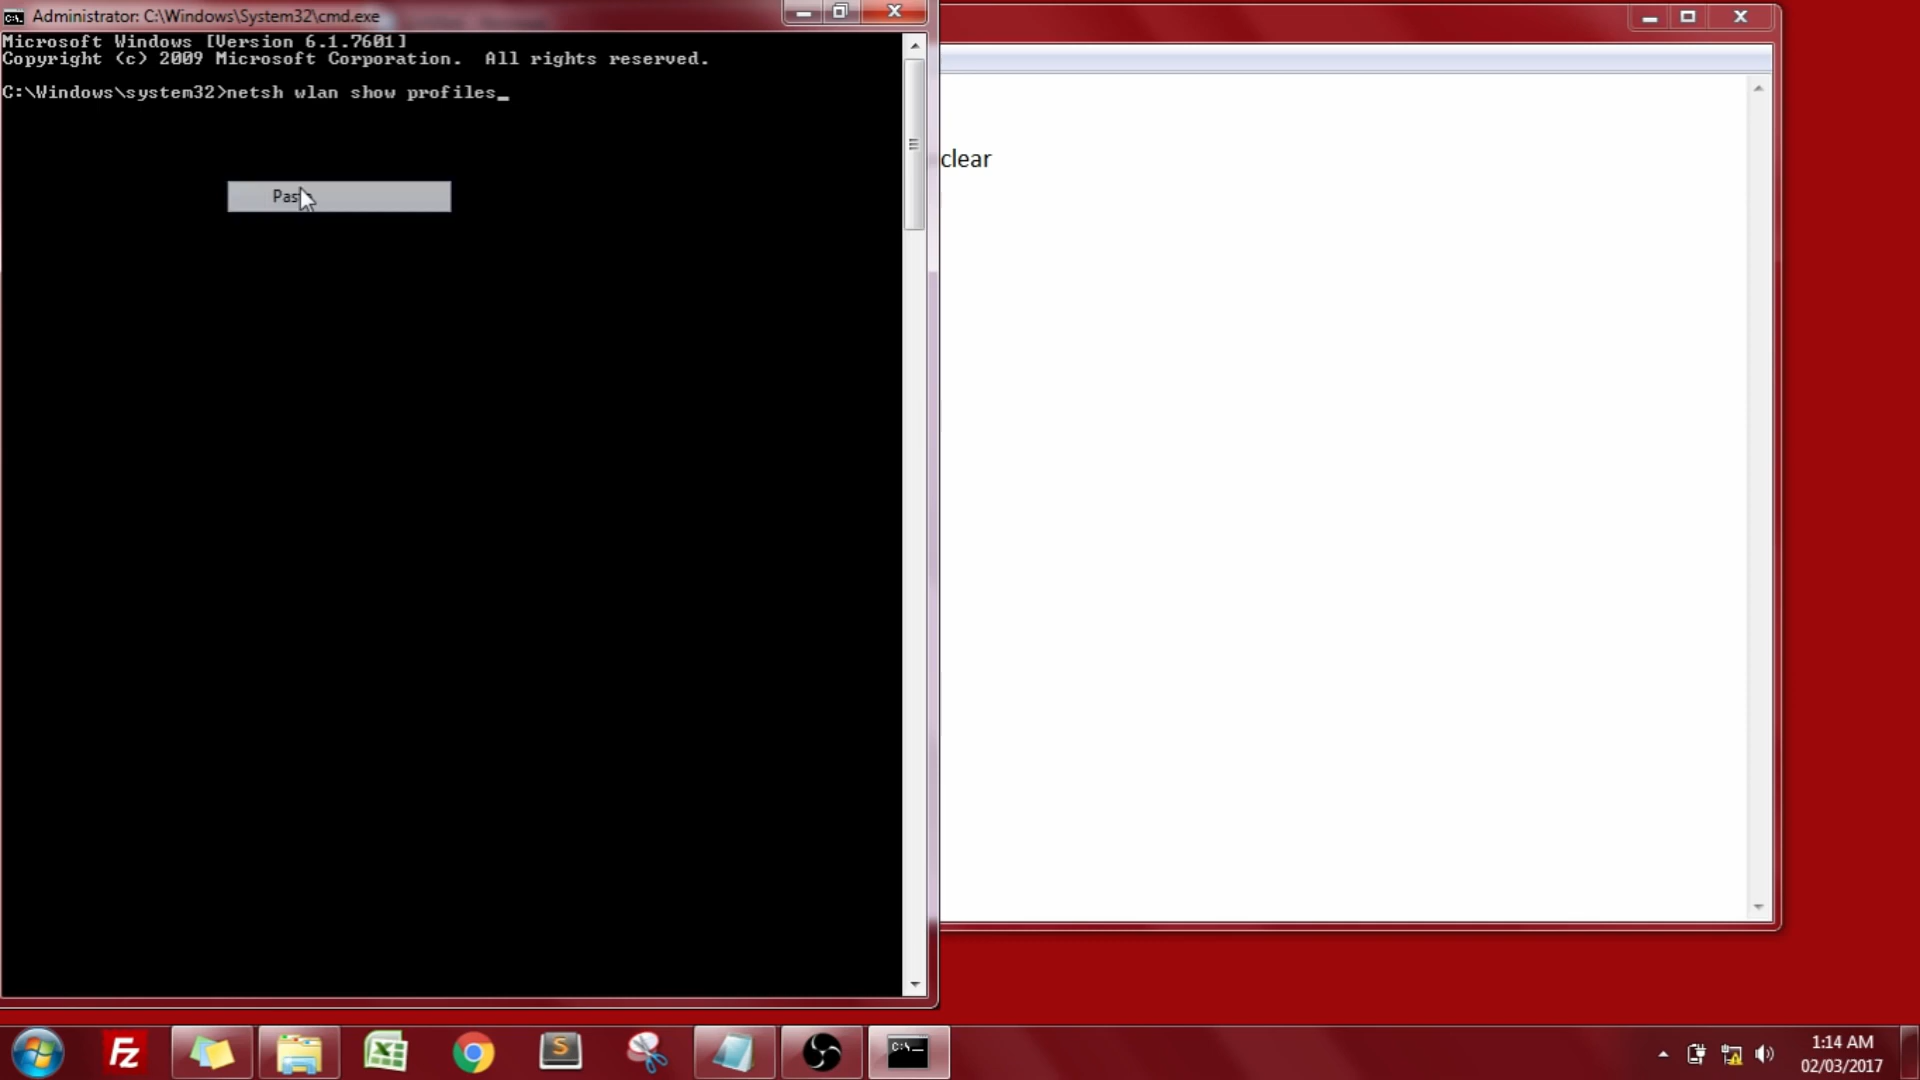 Administrator: C:\Windows\System32\cmd.exe
Microsoft Windows [Version 6.1.7601]
Copyright (c) 2009 Microsoft Corporation.  All rights reserved.
C:\Windows\system32>netsh wlan show profiles_
clear
Fz
S
C:\_
1:14 AM
02/03/2017